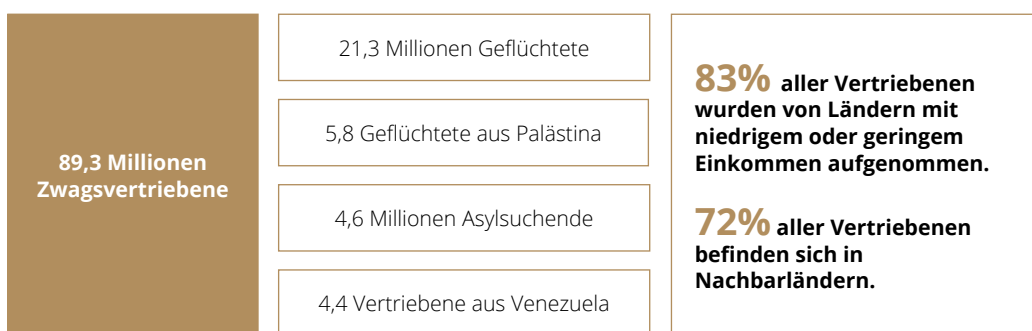 89,3 Millionen
Zwagsvertriebene
21,3 Millionen Geflüchtete
5,8 Geflüchtete aus Palästina
4,6 Millionen Asylsuchende
4,4 Vertriebene aus Venezuela
83% aller Vertriebenen
wurden von Ländern mit
niedrigem oder geringem
Einkommen aufgenommen.
72% aller Vertriebenen
befinden sich in
Nachbarländern.